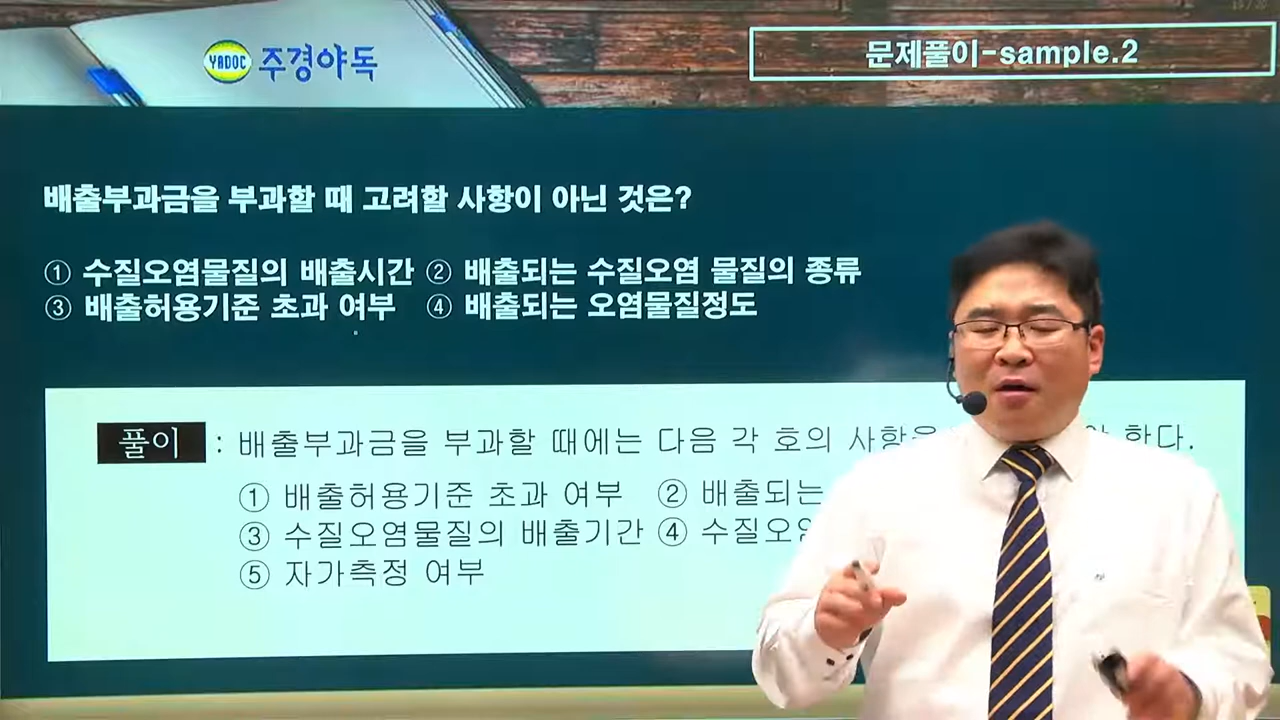 YADOC 주경야독
문제풀이-sample.2
배출부과금을 부과할 때 고려할 사항이 아닌 것은?
① 수질오염물질의 배출시간 ② 배출되는 수질오염 물질의 종류
③ 배출허용기준 초과 여부 ④ 배출되는 오염물질정도
풀이 : 배출부과금을 부과할 때에는 다음 각 호의 사항을 한다.
① 배출허용기준 초과 여부 ② 배출되는
③ 수질오염물질의 배출기간 ④
⑤ 자가측정 여부